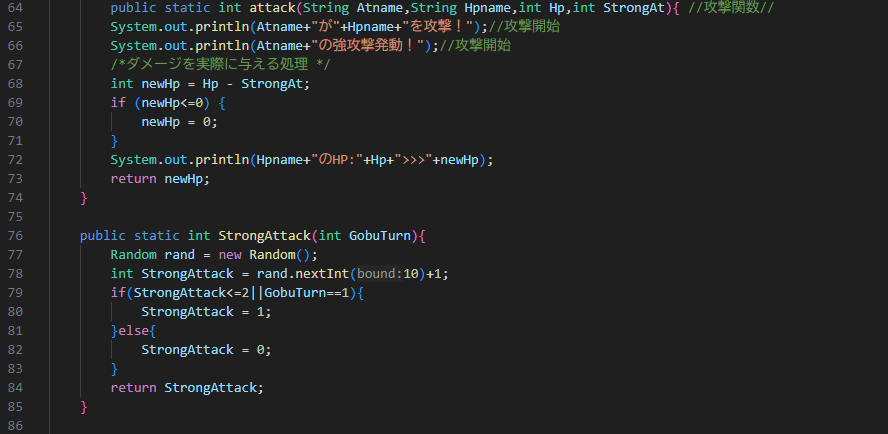 64 public static int attack(String Atname,String Hpname,int Hp,int StrongAt){ //攻撃関数//
65 System.out.println(Atname+"が"+Hpname+"を攻撃！");//攻撃開始
66 System.out.println(Atname+"の強攻撃発動！");//攻撃開始
67 /*ダメージを実際に与える処理 */
68 int newHp = Hp - StrongAt;
69 if (newHp<=0) {
70 newHp = 0;
71 }
72 System.out.println(Hpname+"のHP:"+Hp+">>>"+newHp);
73 return newHp;
74 }
75
76 public static int StrongAttack(int GobuTurn){
77 Random rand = new Random();
78 int StrongAttack = rand.nextInt(bound:10)+1;
79 if(StrongAttack<=2||GobuTurn==1){
80 StrongAttack = 1;
81 }else{
82 StrongAttack = 0;
83 }
84 return StrongAttack;
85 }
86